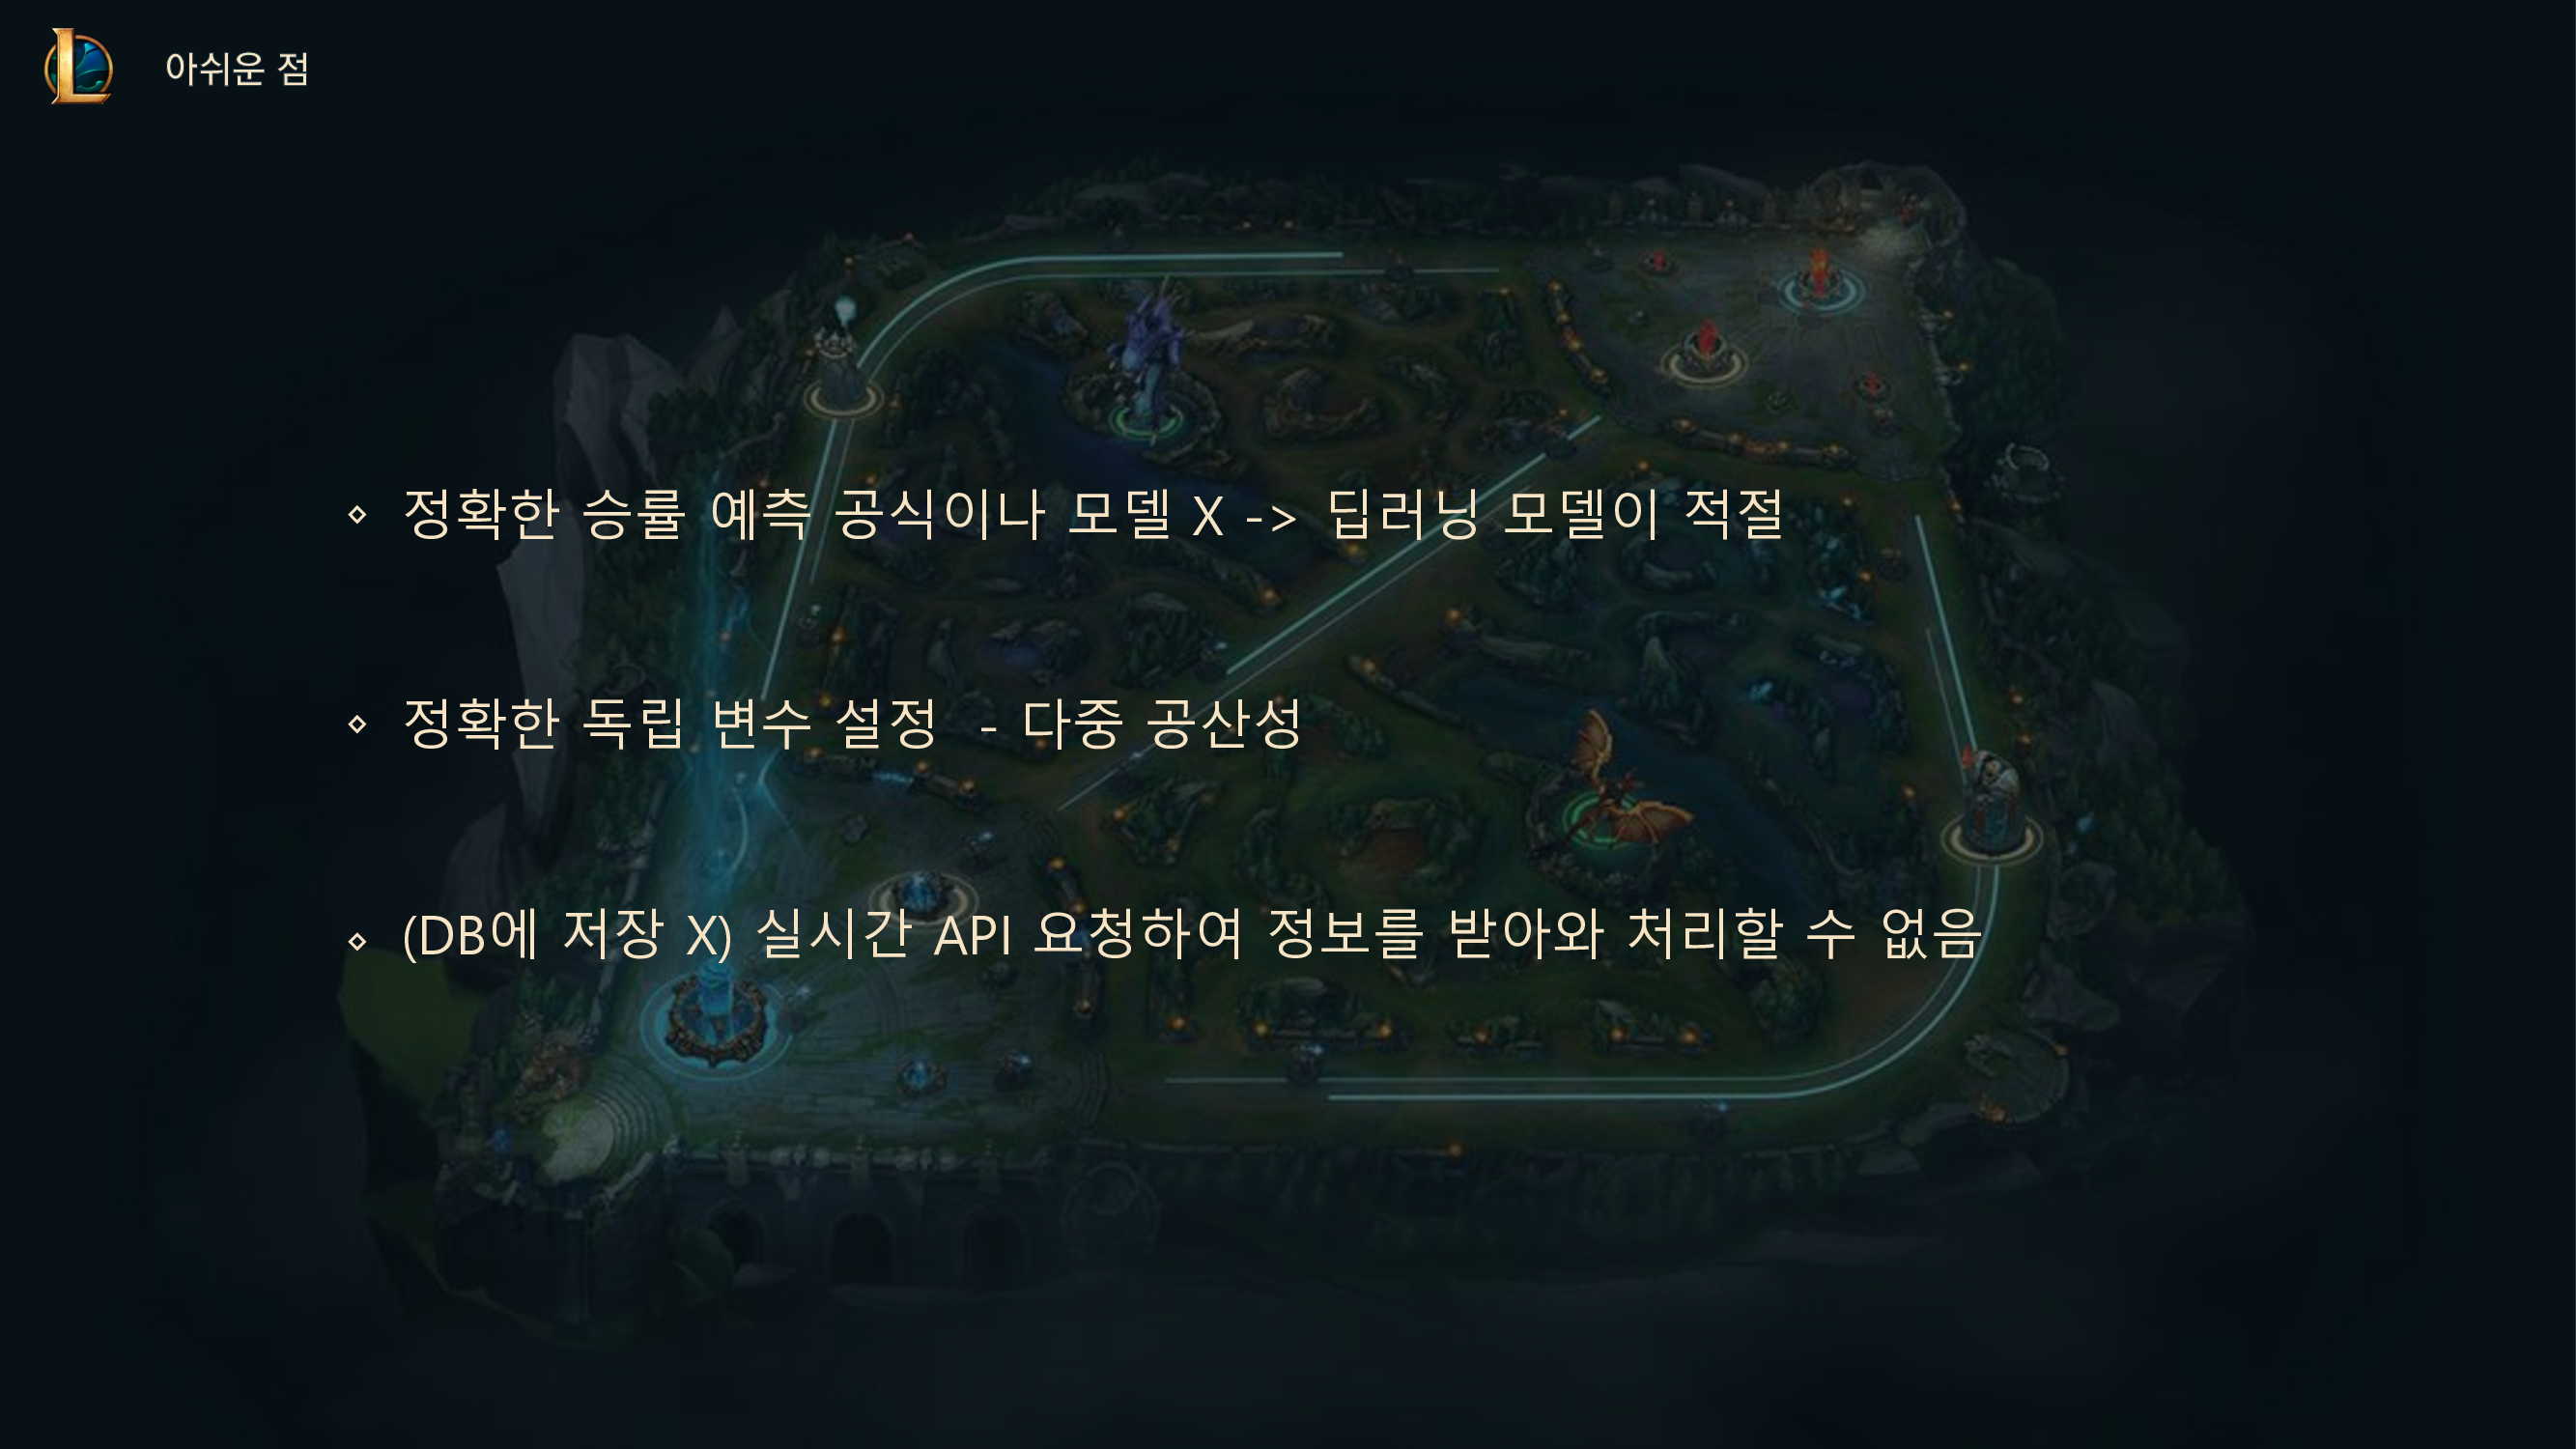 아쉬운 점
⋄ 정확한 승률 예측 공식이나 모델 X -> 딥러닝 모델이 적절
⋄ 정확한 독립 변수 설정 - 다중 공산성
⋄ (DB에 저장 X) 실시간 API 요청하여 정보를 받아와 처리할 수 없음